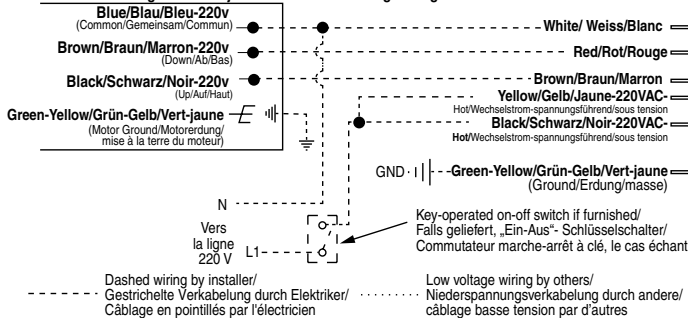 Blue/Blau/Bleu-220v
(Common/Gemeinsam/Commun)
Brown/Braun/Marron-220v
(Down/Ab/Bas)
Black/Schwarz/Noir-220v
(Up/Auf/Haut)
Green-Yellow/Grün-Gelb/Vert-jaune
(Motor Ground/Motorerdung/
mise à la terre du moteur)
White/ Weiss/Blanc
Red/Rot/Rouge
Brown/Braun/Marron
Yellow/Gelb/Jaune-220VAC-
Hot/Wechselstrom-spannungsführend/sous tension
Black/Schwarz/Noir-220VAC-
Hot/Wechselstrom-spannungsführend/sous tension
GND
Green-Yellow/Grün-Gelb/Vert-jaune
(Ground/Erdung/masse)
N
Vers
la ligne
220 V
L1
Key-operated on-off switch if furnished/
Falls geliefert, „Ein-Aus"- Schlüsselschalter/
Commutateur marche-arrêt à clé, le cas échant
Dashed wiring by installer/
Gestrichelte Verkabelung durch Elektriker/
Câblage en pointillés par l'électricien
Low voltage wiring by others/
Niederspannungsverkabelung durch andere/
câblage basse tension par d'autres